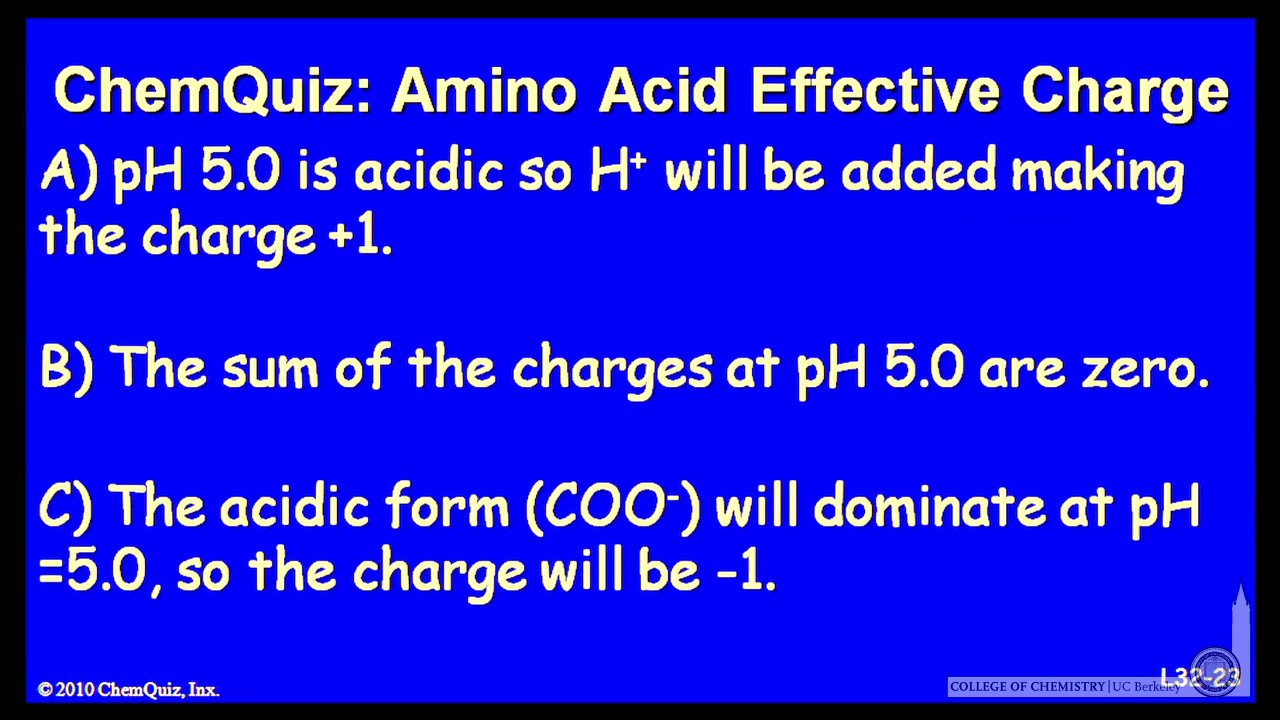 ChemQuiz: Amino Acid Effective Charge
A) pH 5.0 is acidic so H⁺ will be added making
the charge +1.
B) The sum of the charges at pH 5.0 are zero.
C) The acidic form (COO⁻) will dominate at pH
=5.0, so the charge will be -1.
© 2010 ChemQuiz, Inx.
L32-23
COLLEGE OF CHEMISTRY | UC Berkeley